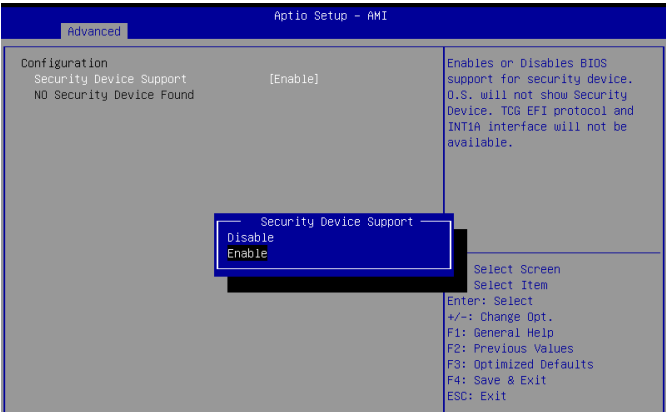 Aptio Setup – AMI
Advanced
Configuration
Security Device Support [Enable]
NO Security Device Found
Enables or Disables BIOS
support for security device.
O.S. will not show Security
Device. TCG EFI protocol and
INT1A interface will not be
available.
Security Device Support
Disable
Enable
Select Screen
Select Item
Enter: Select
+/-: Change Opt.
F1: General Help
F2: Previous Values
F3: Optimized Defaults
F4: Save & Exit
ESC: Exit